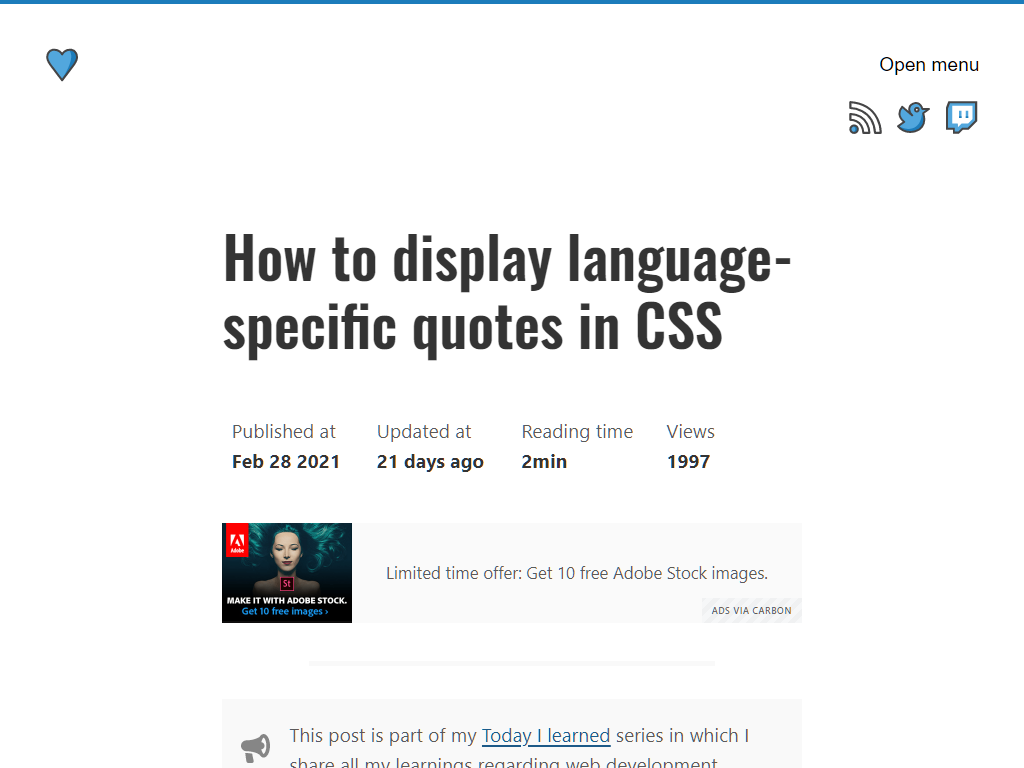 Open menu
How to display language-
specific quotes in CSS
Published at
Feb 28 2021
Updated at
21 days ago
Reading time
2min
Views
1997
Adobe
St
MAKE IT WITH ADOBE STOCK.
Get 10 free images ›
Limited time offer: Get 10 free Adobe Stock images.
ADS VIA CARBON
This post is part of my Today I learned series in which I
share all my learnings regarding web development.